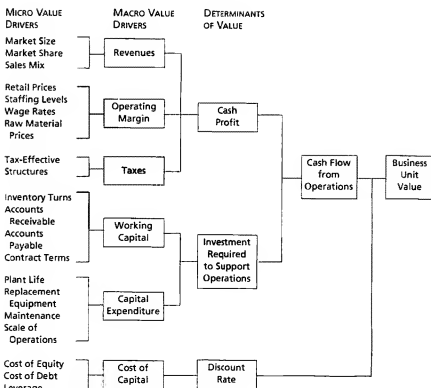 MICRO VALUE
DRIVERS
MACRO VALUE
DRIVERS
DETERMINANTS
OF VALUE
Market Size
Market Share
Sales Mix
Revenues
Retail Prices
Staffing Levels
Wage Rates
Raw Material
Prices
Operating
Margin
Cash
Profit
Tax-Effective
Structures
Taxes
Cash Flow
from
Operations
Business
Unit
Value
Inventory Turns
Accounts
Receivable
Accounts
Payable
Contract Terms
Working
Capital
Investment
Required
to Support
Operations
Plant Life
Replacement
Equipment
Maintenance
Scale of
Operations
Capital
Expenditure
Cost of Equity
Cost of Debt
Leverage
Cost of
Capital
Discount
Rate